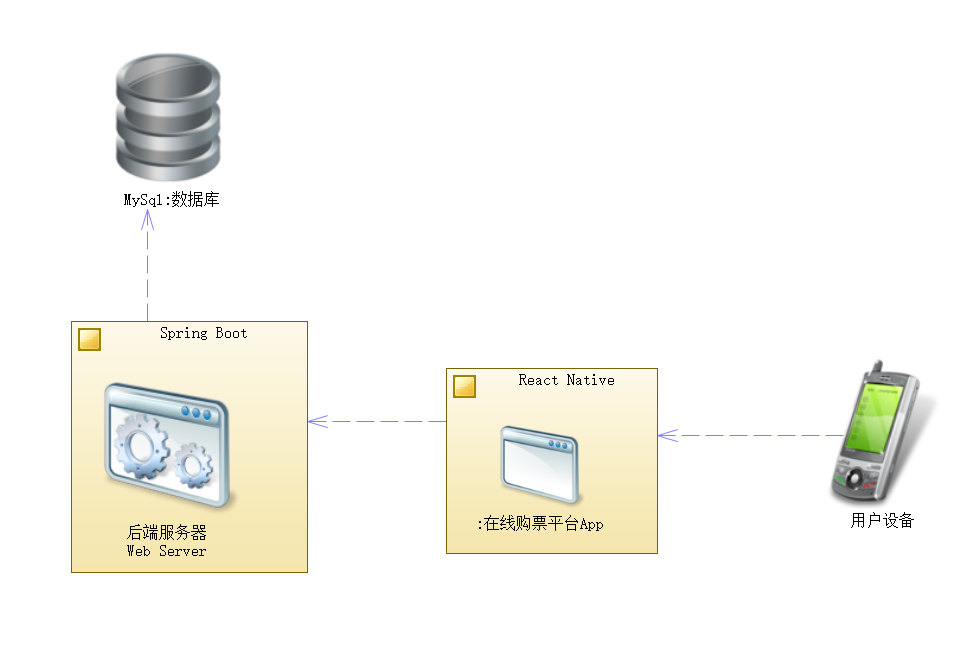 MySql:数据库
Spring Boot
React Native
:在线购票平台App
用户设备
后端服务器
Web Server